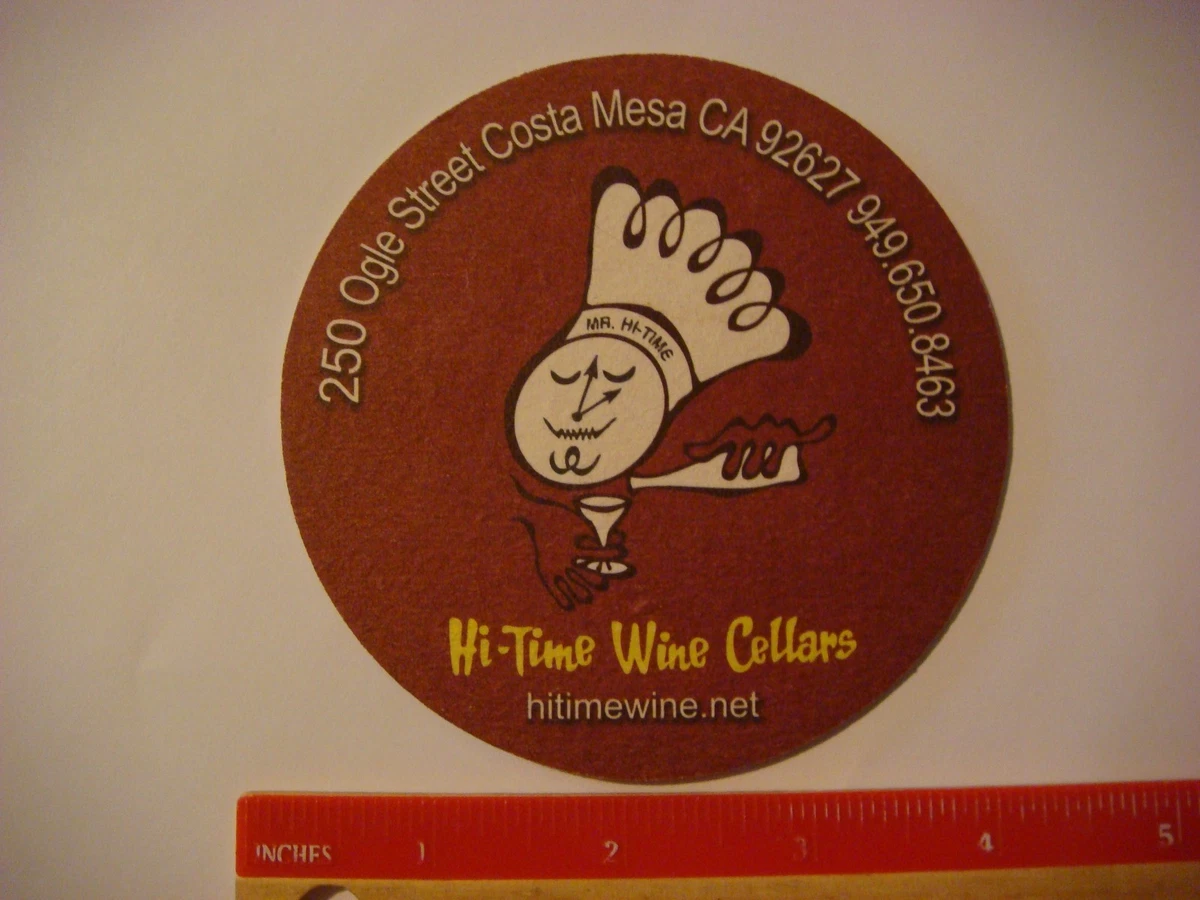 250 Ogle Street Costa Mesa CA 92627 949.650.8463
MR. HI-TIME
Hi-Time Wine Cellars
hitimewine.net
INCHES 1 2 3 4 5